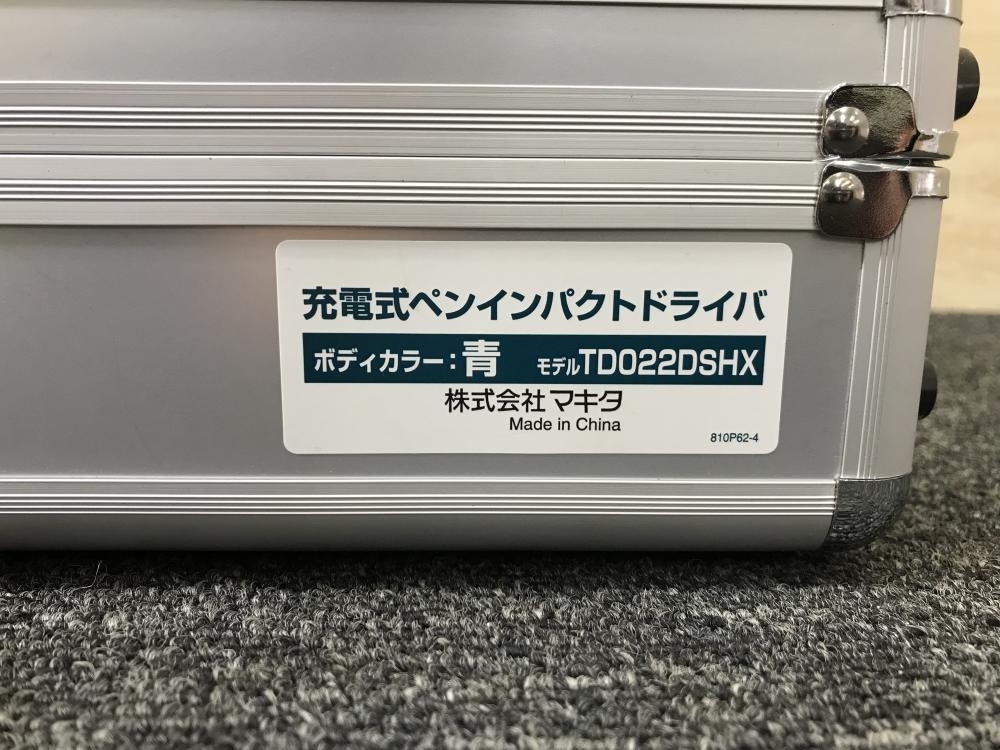 充電式ペンインパクトドライバ
ボディカラー：青 モデルTD022DSHX
株式会社マキタ
Made in China
810P62-4